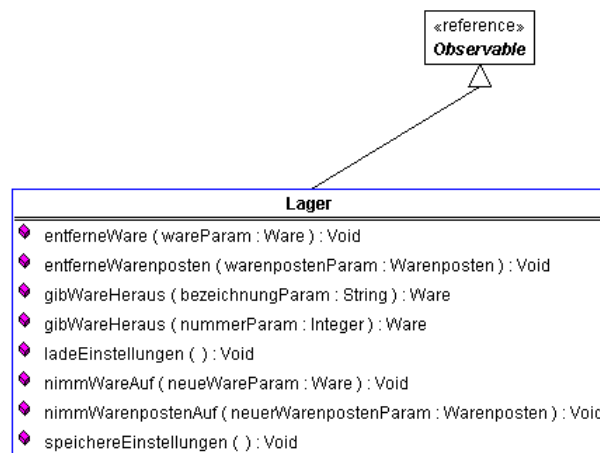 «reference»
Observable
Lager
entferneWare ( wareParam : Ware ) : Void
entferneWarenposten ( warenpostenParam : Warenposten ) : Void
gibWareHeraus ( bezeichnungParam : String ) : Ware
gibWareHeraus ( nummerParam : Integer ) : Ware
ladeEinstellungen ( ) : Void
nimmWareAuf ( neueWareParam : Ware ) : Void
nimmWarenpostenAuf ( neuerWarenpostenParam : Warenposten ) : Void
speichereEinstellungen ( ) : Void